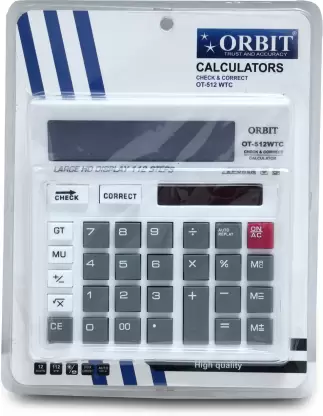 ORBIT
TRUST AND ACCURACY
CALCULATORS
CHECK & CORRECT
OT-512 WTC
ORBIT
OT-512WTC
CHECK & CORRECT
CALCULATOR
LARGE HD DISPLAY 112 STEPS
CHECK
CORRECT
GT 7 8 9 ÷ AUTO REPLAY ON AC
MU 4 5 6 × %
+/- 1 2 3 +
√x
CE 0 00 • − =
High quality